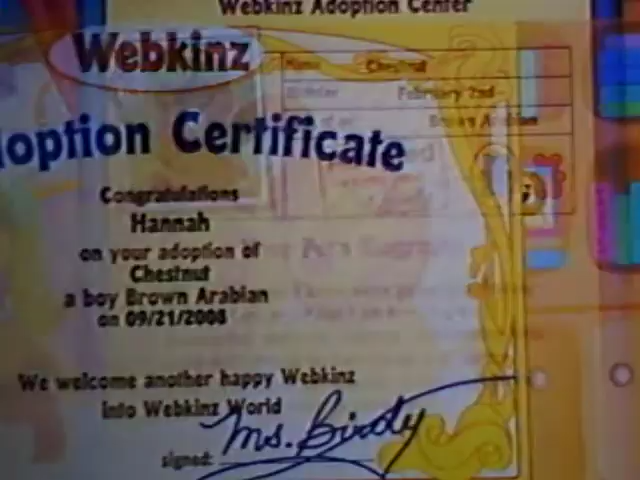 Webkinz Adoption Center
Webkinz
Name Chestnut
Birthday February 2nd
Brown Arabian
option Certificate
Congratulations
Hannah
on your adoption of
Chestnut
a boy Brown Arabian
on 09/21/2008
We welcome another happy Webkinz
into Webkinz World
signed: Ms. Birdy